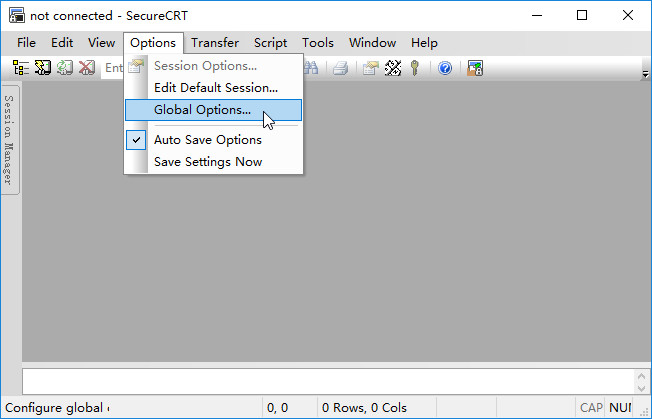 not connected - SecureCRT
File Edit View Options Transfer Script Tools Window Help
Ent
Session Options...
Edit Default Session...
Global Options...
Auto Save Options
Save Settings Now
Session Manager
Configure global
0, 0
0 Rows, 0 Cols
CAP
NUM